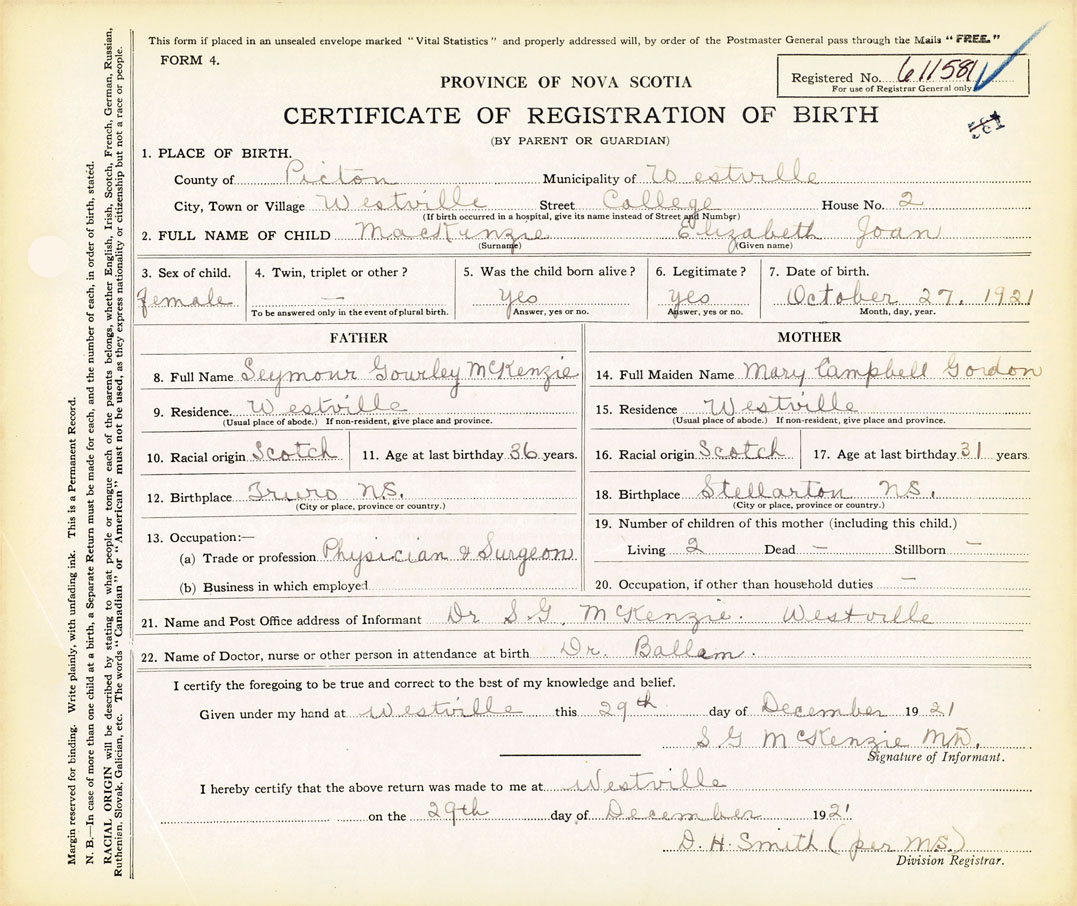 This form if placed in an unsealed envelope marked "Vital Statistics" and properly addressed will, by order of the Postmaster General pass through the Mails "FREE."
FORM 4.
Registered No. 611581
For use of Registrar General only
PROVINCE OF NOVA SCOTIA
CERTIFICATE OF REGISTRATION OF BIRTH
(BY PARENT OR GUARDIAN)
1. PLACE OF BIRTH.
County of Picton Municipality of Westville
City, Town or Village Westville Street College House No. 2
(If birth occurred in a hospital, give its name instead of Street and Number)
2. FULL NAME OF CHILD MacKenzie Elizabeth Joan
(Surname) (Given name)
3. Sex of child. 4. Twin, triplet or other? 5. Was the child born alive? 6. Legitimate? 7. Date of birth.
female — Yes Yes October 27, 1921
To be answered only in the event of plural birth. Answer, yes or no. Answer, yes or no. Month, day, year.
FATHER MOTHER
8. Full Name Seymour Gourley McKenzie 14. Full Maiden Name Mary Campbell Gordon
9. Residence. Westville 15. Residence Westville
(Usual place of abode.) If non-resident, give place and province. (Usual place of abode.) If non-resident, give place and province.
10. Racial origin Scotch 11. Age at last birthday 36 years. 16. Racial origin Scotch 17. Age at last birthday 31 years.
12. Birthplace Truro N.S. 18. Birthplace Stellarton N.S.
(City or place, province or country.) (City or place, province or country.)
13. Occupation:— 19. Number of children of this mother (including this child.)
(a) Trade or profession Physician & Surgeon Living 2 Dead — Stillborn —
(b) Business in which employed 20. Occupation, if other than household duties —
21. Name and Post Office address of Informant Dr S. G. McKenzie. Westville
22. Name of Doctor, nurse or other person in attendance at birth Dr. Ballem.
I certify the foregoing to be true and correct to the best of my knowledge and belief.
Given under my hand at Westville this 29th day of December 1921
S G McKenzie M.D.
Signature of Informant.
I hereby certify that the above return was made to me at Westville
on the 29th day of December 192'
D. H. Smith (per M.S.)
Division Registrar.
Margin reserved for binding. Write plainly, with unfading ink. This is a Permanent Record.
N. B.—In case of more than one child at a birth, a Separate Return must be made for each, and the number of each, in order of birth, stated.
RACIAL ORIGIN will be described by stating to what people or tongue each of the parents belongs, whether English, Irish, Scotch, French, German, Russian,
Ruthenian, Slovak, Galician, etc. The words "Canadian" or "American" must not be used, as they express nationality or citizenship but not a race or people.